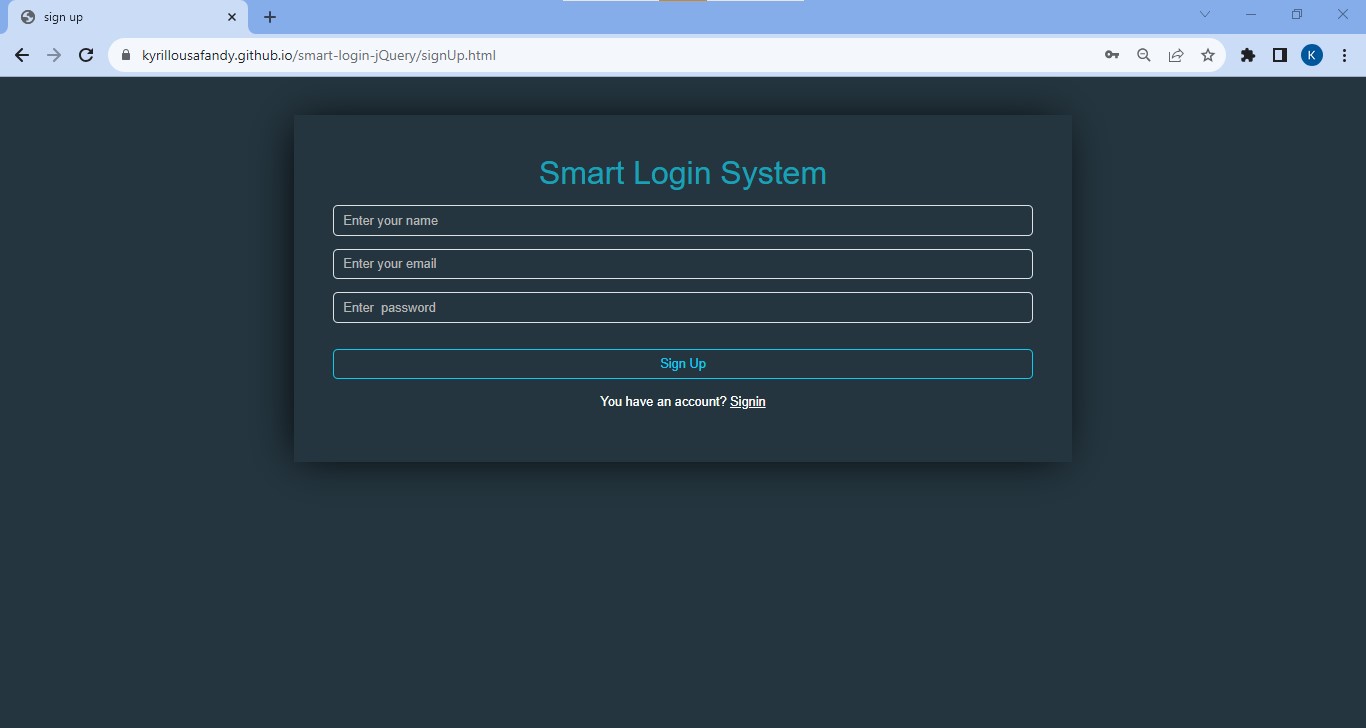 sign up
kyrillousafandy.github.io/smart-login-jQuery/signUp.html
K
Smart Login System
Enter your name
Enter your email
Enter  password
Sign Up
You have an account? Signin